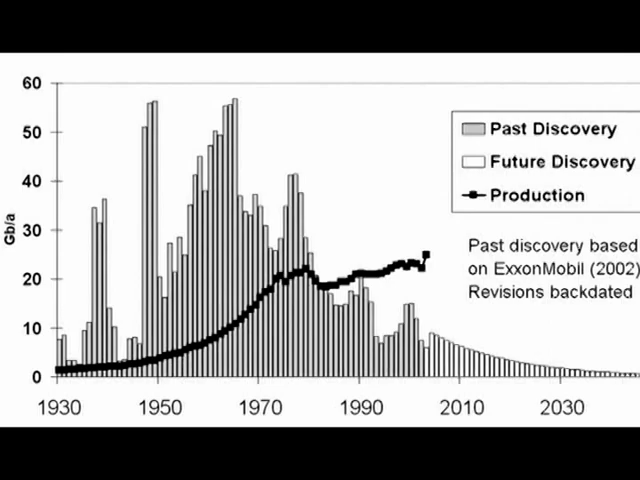 60
50
40
30
20
10
0
Gb/a
1930
1950
1970
1990
2010
2030
Past Discovery
Future Discovery
Production
Past discovery based
on ExxonMobil (2002)
Revisions backdated